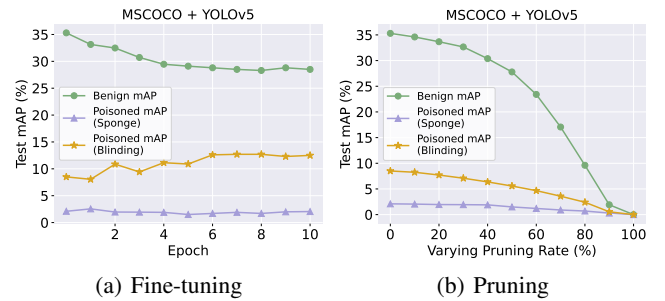 MSCOCO + YOLOv5
35
30
25
20
15
10
5
0
Test mAP (%)
Benign mAP
Poisoned mAP
(Sponge)
Poisoned mAP
(Blinding)
2 4 6 8 10
Epoch
(a) Fine-tuning
MSCOCO + YOLOv5
35
30
25
20
15
10
5
0
Test mAP (%)
Benign mAP
Poisoned mAP
(Sponge)
Poisoned mAP
(Blinding)
0 20 40 60 80 100
Varying Pruning Rate (%)
(b) Pruning